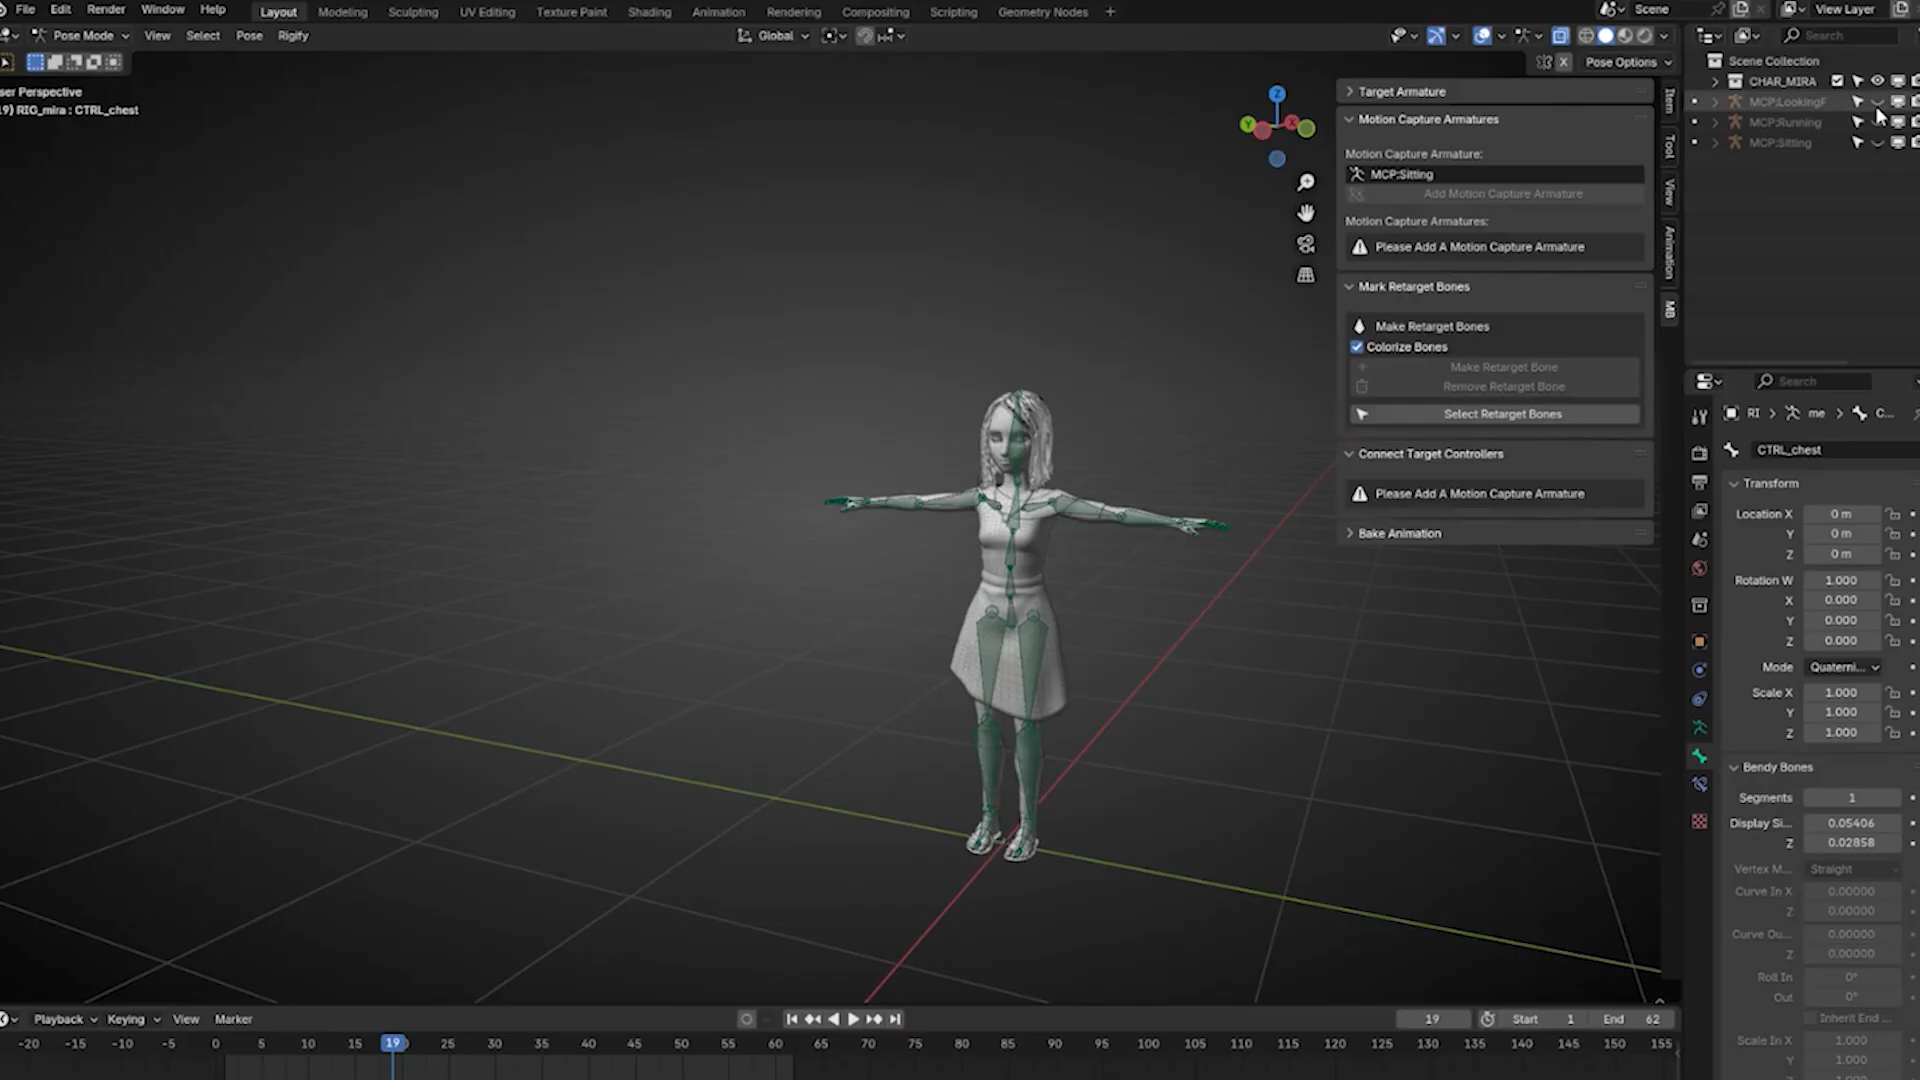 File Edit Render Window Help
Layout Modeling Sculpting UV Editing Texture Paint Shading Animation Rendering Compositing Scripting Geometry Nodes +
Scene
View Layer
Pose Mode View Select Pose Rigify
Global
Search
X Pose Options
ser Perspective
19) RIG_mira : CTRL_chest
Z
Y
X
Target Armature
Motion Capture Armatures
Motion Capture Armature:
MCP:Sitting
Add Motion Capture Armature
Motion Capture Armatures:
Please Add A Motion Capture Armature
Mark Retarget Bones
Make Retarget Bones
Colorize Bones
Make Retarget Bone
Remove Retarget Bone
Select Retarget Bones
Connect Target Controllers
Please Add A Motion Capture Armature
Bake Animation
Item
Tool
View
Animation
MB
Scene Collection
CHAR_MIRA
MCP:LookingF
MCP:Running
MCP:Sitting
Search
RI > me > C...
CTRL_chest
Transform
Location X 0 m
Y 0 m
Z 0 m
Rotation W 1.000
X 0.000
Y 0.000
Z 0.000
Mode Quaterni...
Scale X 1.000
Y 1.000
Z 1.000
Bendy Bones
Segments 1
Display Si... 0.05406
Z 0.02858
Vertex M... Straight
Curve In X 0.00000
Z 0.00000
Curve Ou... 0.00000
Z 0.00000
Roll In 0°
Out 0°
Inherit End ...
Scale In X 1.000
Y 1.000
Playback Keying View Marker
19 Start 1 End 62
-20 -15 -10 -5 0 5 10 15 19 25 30 35 40 45 50 55 60 65 70 75 80 85 90 95 100 105 110 115 120 125 130 135 140 145 150 155